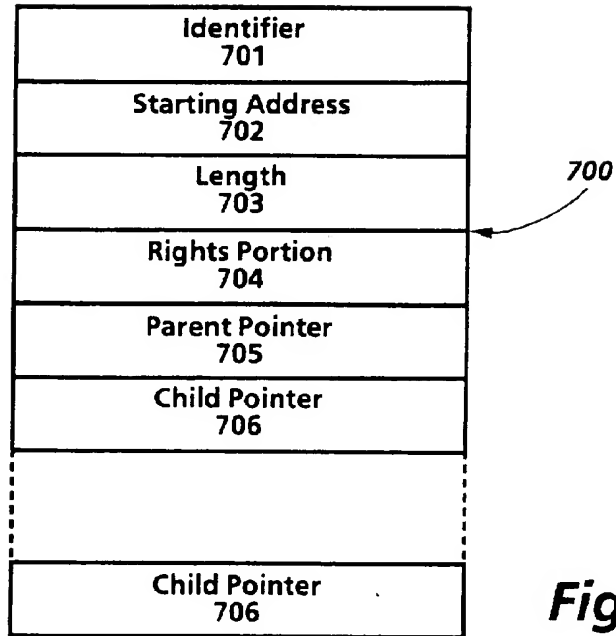 Identifier
701
Starting Address
702
Length
703
700
Rights Portion
704
Parent Pointer
705
Child Pointer
706
Child Pointer
706
Fig